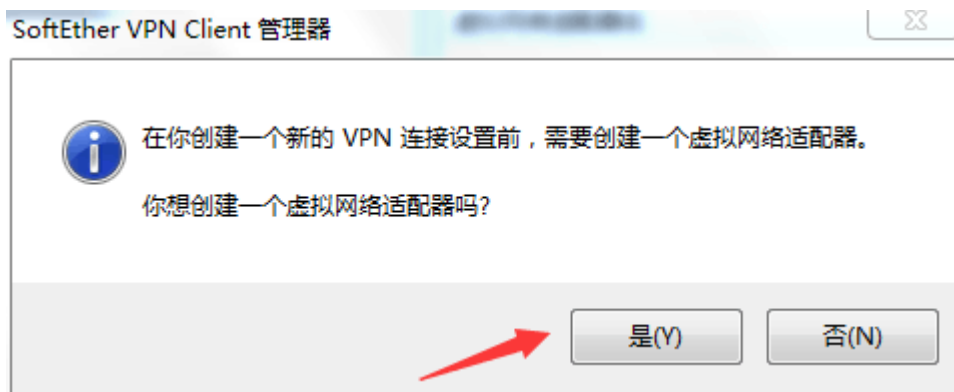 SoftEther VPN Client 管理器
在你创建一个新的 VPN 连接设置前，需要创建一个虚拟网络适配器。
你想创建一个虚拟网络适配器吗?
是(Y)
否(N)